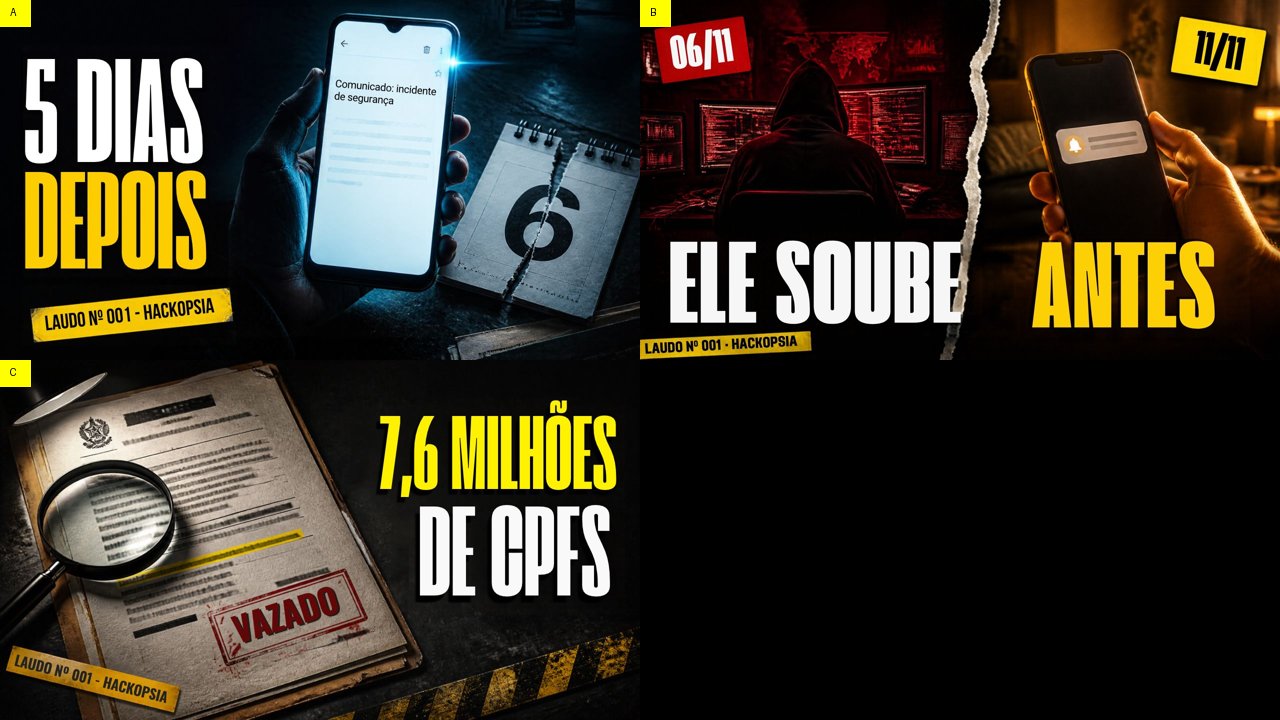 A
5 DIAS
DEPOIS
Comunicado: incidente
de segurança
6
LAUDO Nº 001 - HACKOPSIA
B
06/11
11/11
ELE SOUBE
ANTES
LAUDO Nº 001 - HACKOPSIA
C
7,6 MILHÕES
DE CPFS
VAZADO
LAUDO Nº 001 - HACKOPSIA